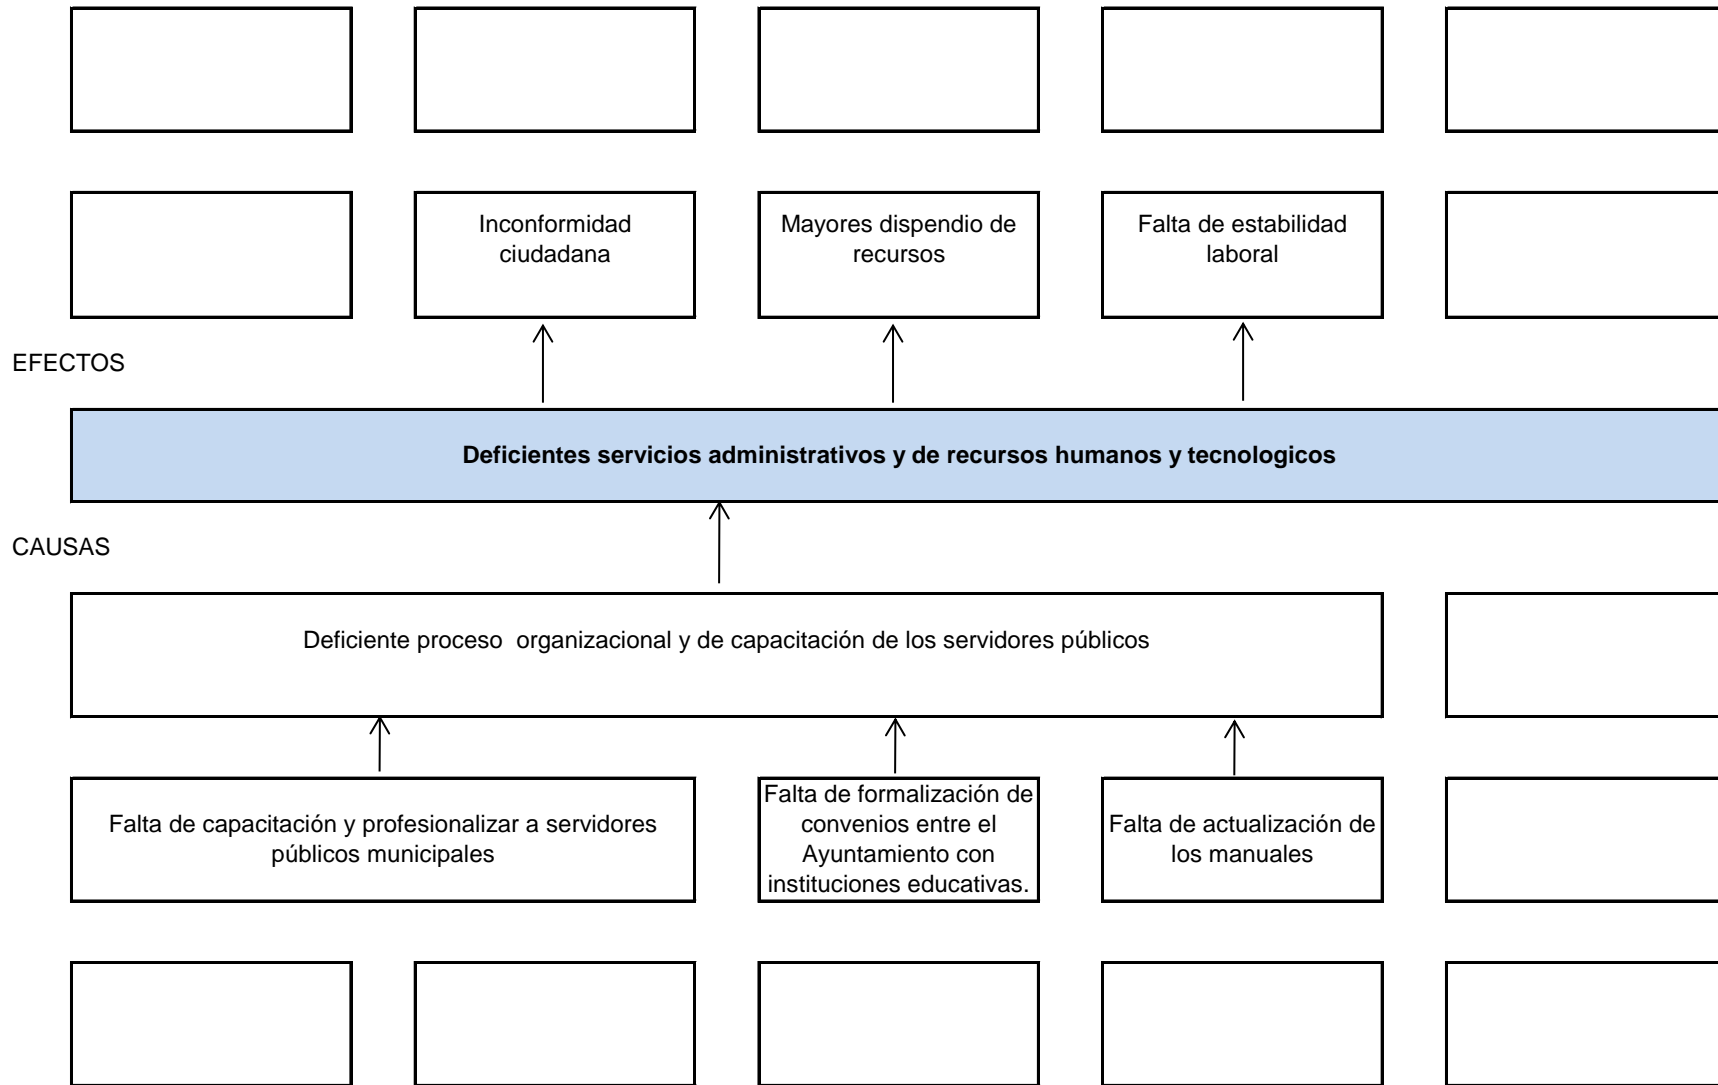 Inconformidad
ciudadana
Mayores dispendio de
recursos
Falta de estabilidad
laboral
EFECTOS
Deficientes servicios administrativos y de recursos humanos y tecnologicos
CAUSAS
Deficiente proceso  organizacional y de capacitación de los servidores públicos
Falta de capacitación y profesionalizar a servidores
públicos municipales
Falta de formalización de
convenios entre el
Ayuntamiento con
instituciones educativas.
Falta de actualización de
los manuales